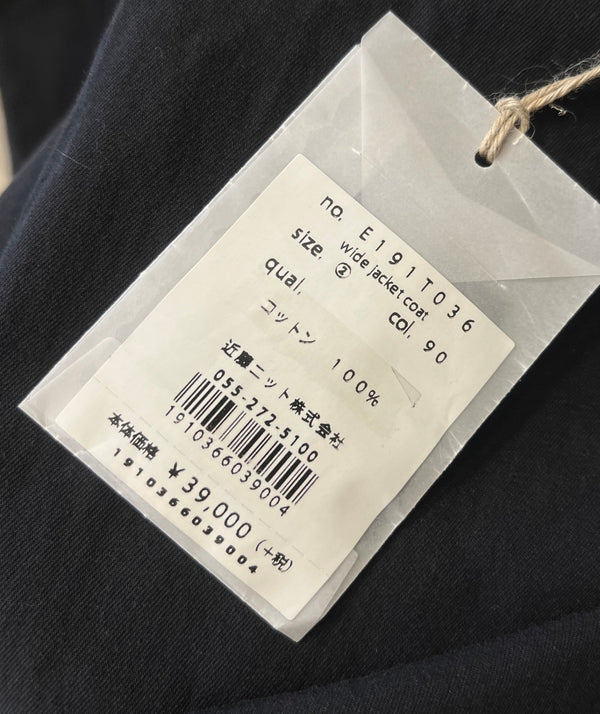 no. E191T036
wide jacket coat
size. ② col. 90
qual.
コットン 100%
近慶ニット株式会社
055-272-5100
1910366039004
本体価格 ¥39,000 (+税)
1910366039004